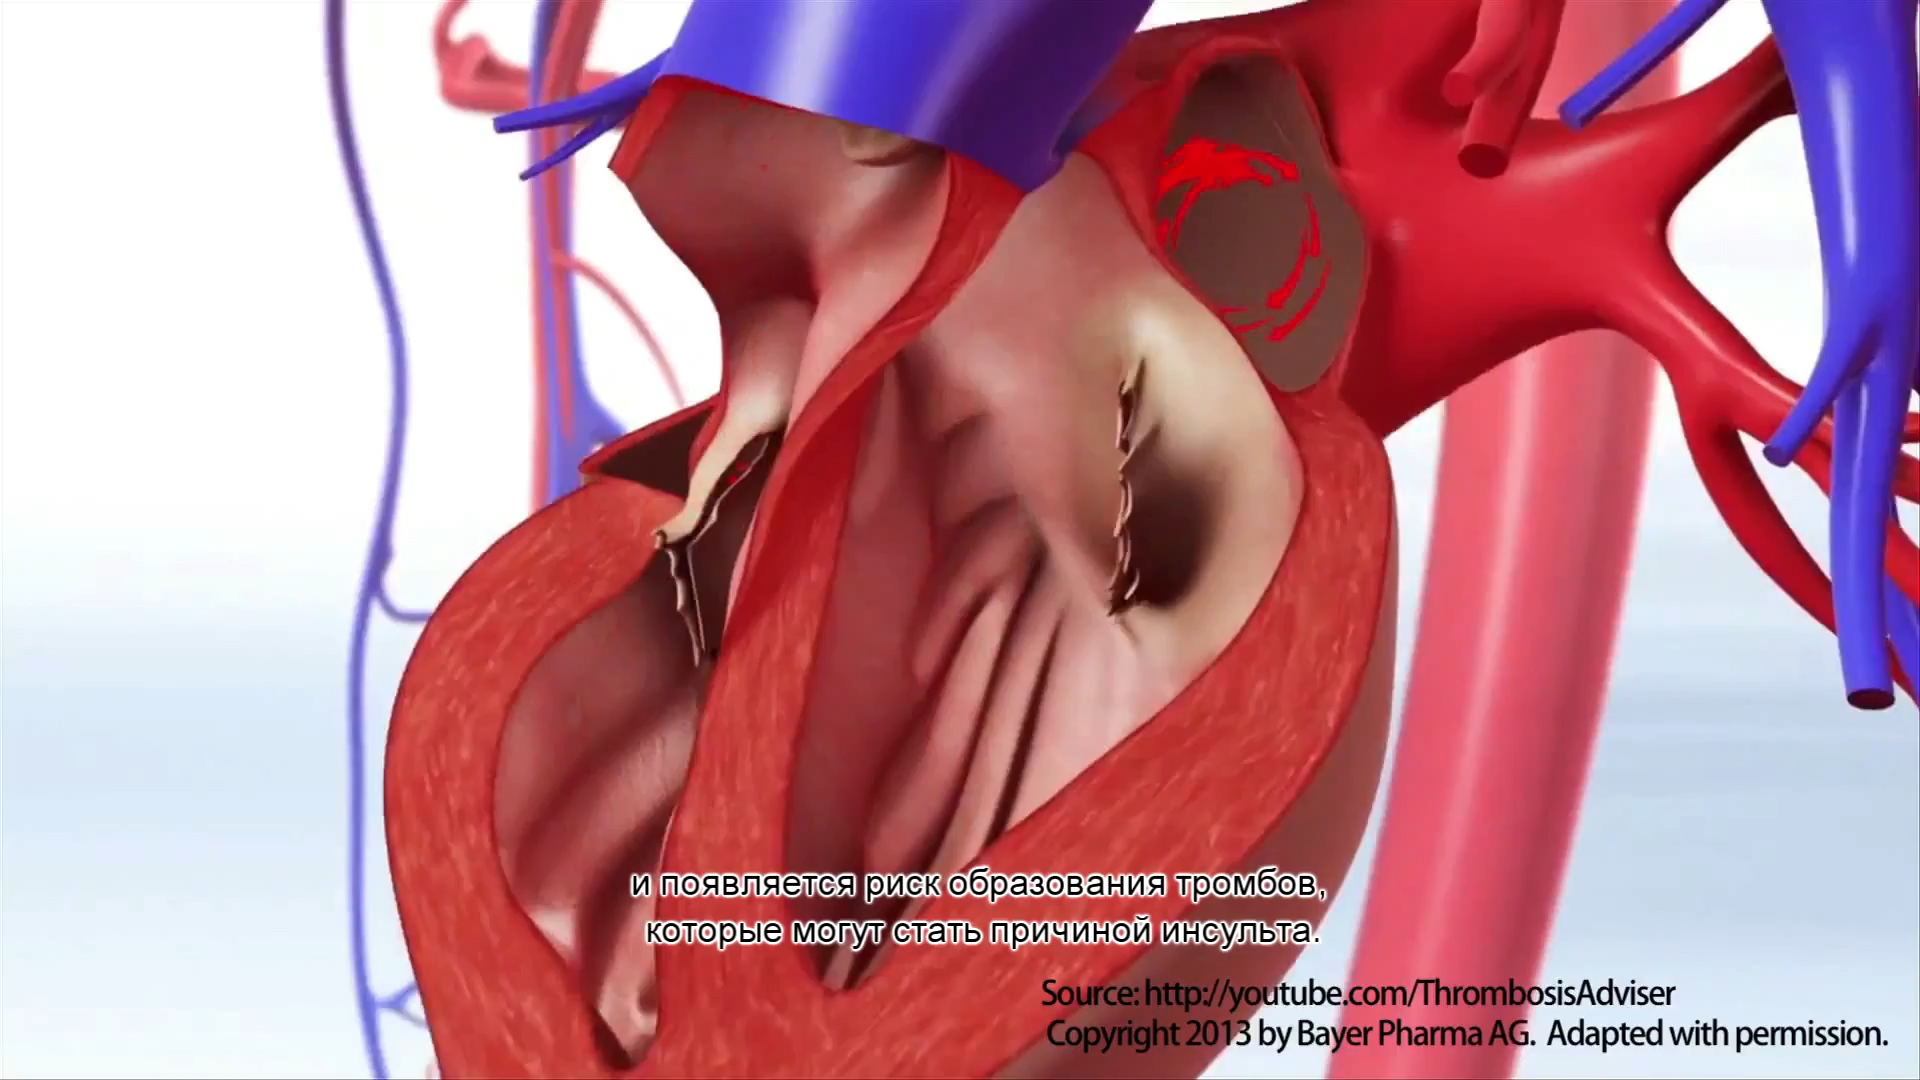 и появляется риск образования тромбов,
которые могут стать причиной инсульта.
Source: http://youtube.com/ThrombosisAdviser
Copyright 2013 by Bayer Pharma AG. Adapted with permission.